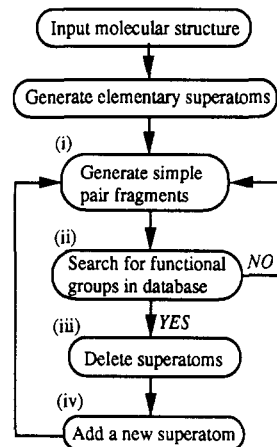 Input molecular structure
Generate elementary superatoms
(i)
Generate simple
pair fragments
(ii)
Search for functional
groups in database
NO
(iii)
YES
Delete superatoms
(iv)
Add a new superatom